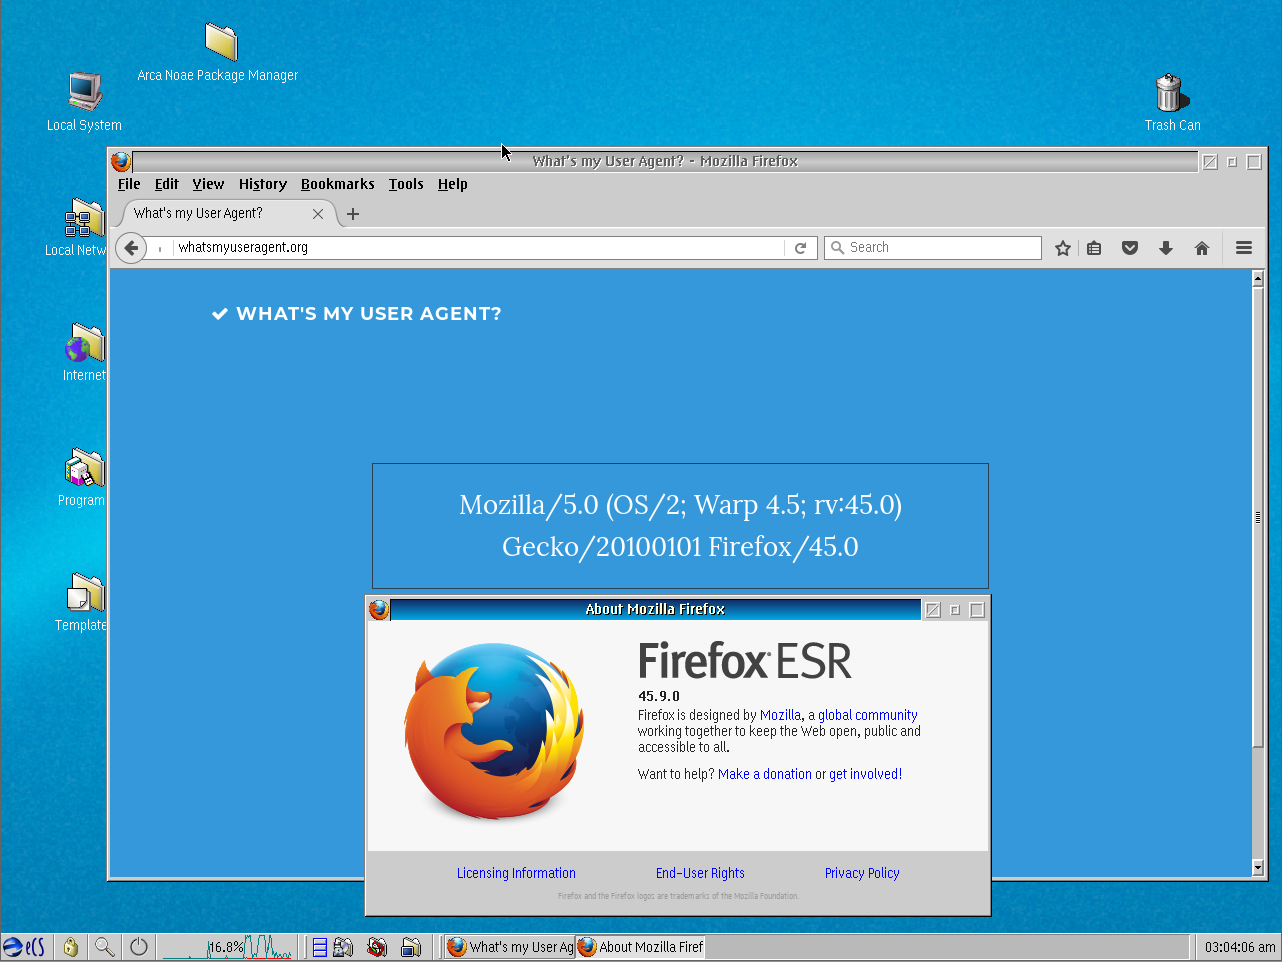 Arca Noae Package Manager
Local System
Trash Can
What's my User Agent? - Mozilla Firefox
File Edit View History Bookmarks Tools Help
What's my User Agent?
whatsmyuseragent.org
Search
Local Netw
WHAT'S MY USER AGENT?
Internet
Program
Mozilla/5.0 (OS/2; Warp 4.5; rv:45.0)
Gecko/20100101 Firefox/45.0
Template
About Mozilla Firefox
Firefox ESR
45.9.0
Firefox is designed by Mozilla, a global community
working together to keep the Web open, public and
accessible to all.
Want to help? Make a donation or get involved!
Licensing Information End-User Rights Privacy Policy
Firefox and the Firefox logos are trademarks of the Mozilla Foundation.
eCS 16.8% What's my User Ag About Mozilla Firef 03:04:06 am